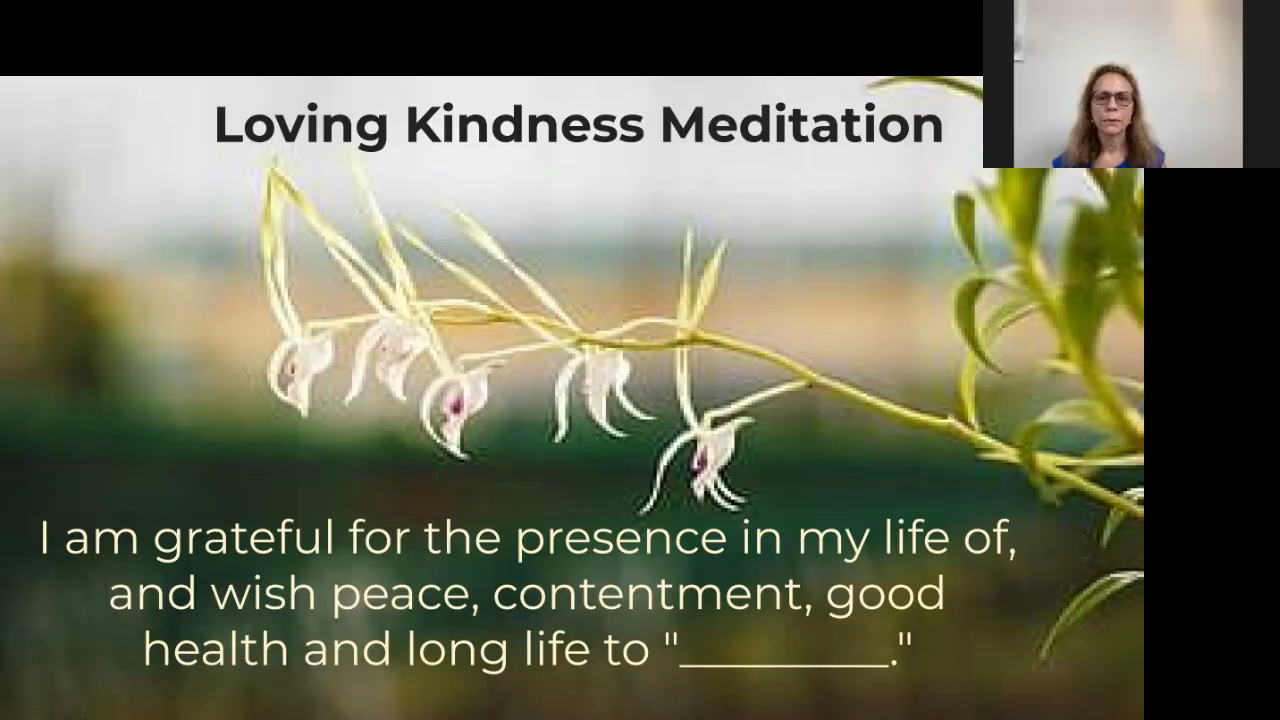 Loving Kindness Meditation
I am grateful for the presence in my life of,
and wish peace, contentment, good
health and long life to "_________."